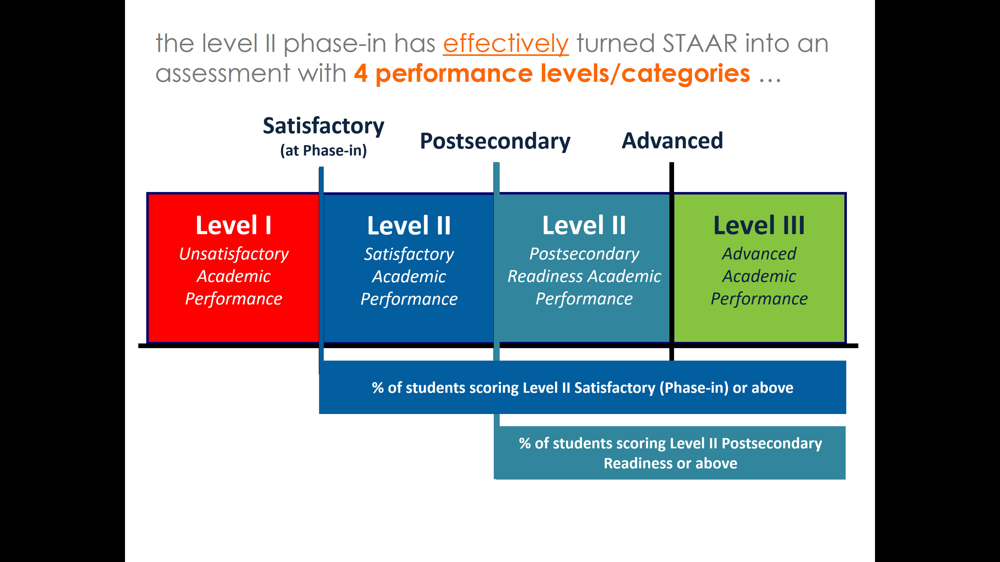 the level II phase-in has effectively turned STAAR into an
assessment with 4 performance levels/categories …
Satisfactory
(at Phase-in)
Postsecondary
Advanced
Level I
Unsatisfactory
Academic
Performance
Level II
Satisfactory
Academic
Performance
Level II
Postsecondary
Readiness Academic
Performance
Level III
Advanced
Academic
Performance
% of students scoring Level II Satisfactory (Phase-in) or above
% of students scoring Level II Postsecondary
Readiness or above